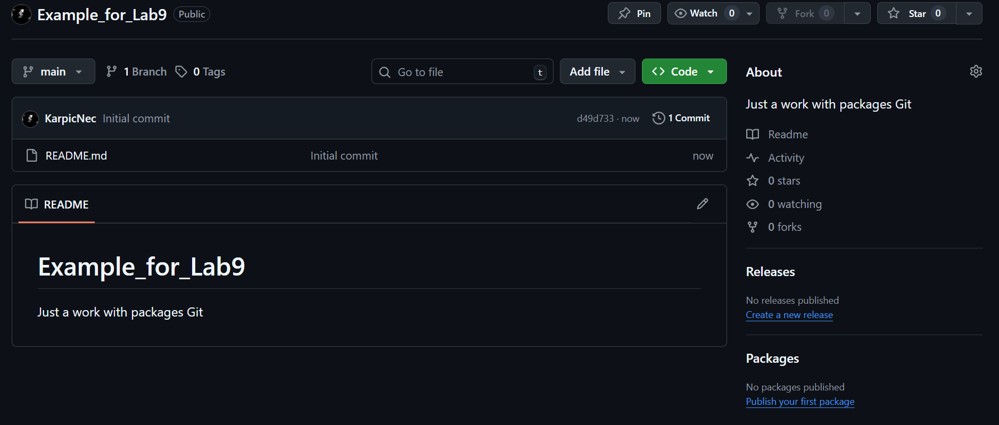 Example_for_Lab9 Public Pin Watch 0 Fork 0 Star 0
main 1 Branch 0 Tags Go to file t Add file Code
KarpicNec Initial commit d49d733 · now 1 Commit
README.md Initial commit now
README
Example_for_Lab9
Just a work with packages Git
About
Just a work with packages Git
Readme
Activity
0 stars
0 watching
0 forks
Releases
No releases published
Create a new release
Packages
No packages published
Publish your first package